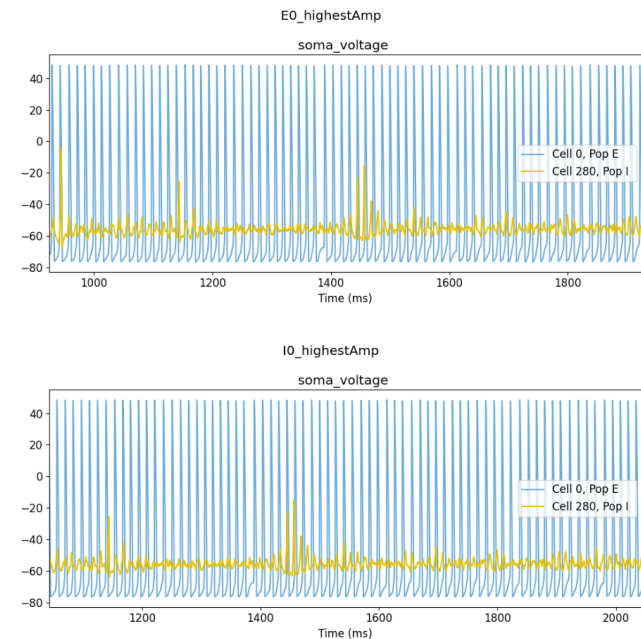 E0_highestAmp
soma_voltage
40
20
0
−20
−40
−60
−80
Cell 0, Pop E
Cell 280, Pop I
1000 1200 1400 1600 1800
Time (ms)
I0_highestAmp
soma_voltage
40
20
0
−20
−40
−60
−80
Cell 0, Pop E
Cell 280, Pop I
1200 1400 1600 1800 2000
Time (ms)